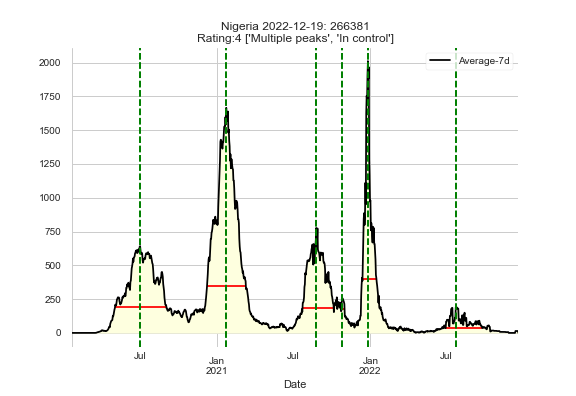 Nigeria 2022-12-19: 266381
Rating:4 ['Multiple peaks', 'In control']
Average-7d
2000
1750
1500
1250
1000
750
500
250
0
Jul
Jan
2021
Jul
Jan
2022
Jul
Date